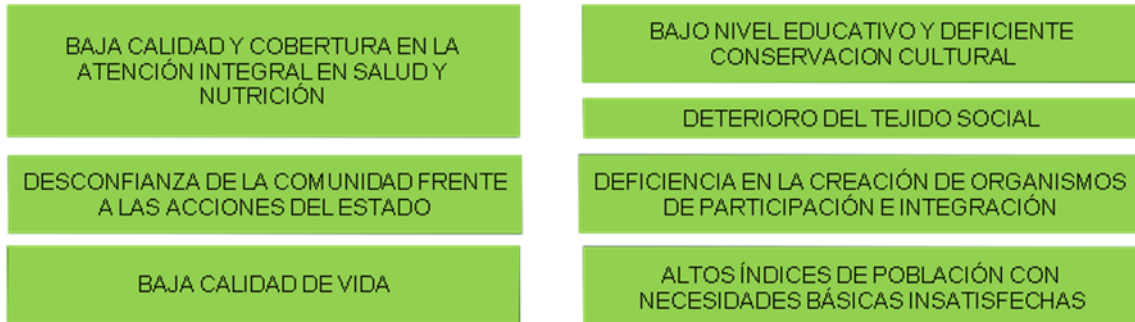 BAJA CALIDAD Y COBERTURA EN LA
ATENCIÓN INTEGRAL EN SALUD Y
NUTRICIÓN
DESCONFIANZA DE LA COMUNIDAD FRENTE
A LAS ACCIONES DEL ESTADO
BAJA CALIDAD DE VIDA
BAJO NIVEL EDUCATIVO Y DEFICIENTE
CONSERVACION CULTURAL
DETERIORO DEL TEJIDO SOCIAL
DEFICIENCIA EN LA CREACIÓN DE ORGANISMOS
DE PARTICIPACIÓN E INTEGRACIÓN
ALTOS ÍNDICES DE POBLACIÓN CON
NECESIDADES BÁSICAS INSATISFECHAS